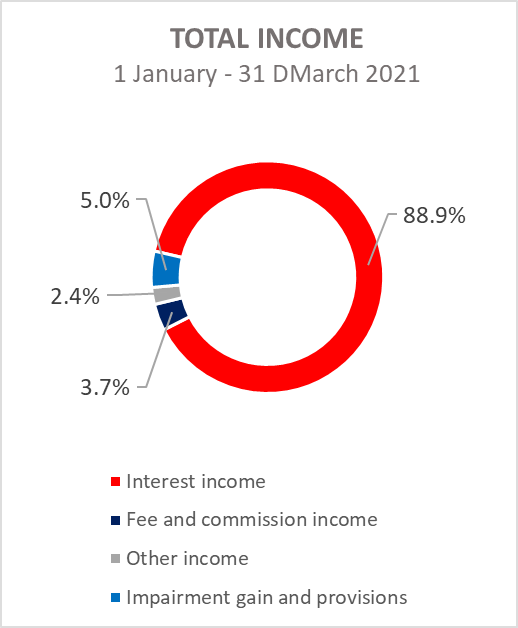 TOTAL INCOME
1 January - 31 DMarch 2021
5.0%
88.9%
2.4%
3.7%
Interest income
Fee and commission income
Other income
Impairment gain and provisions